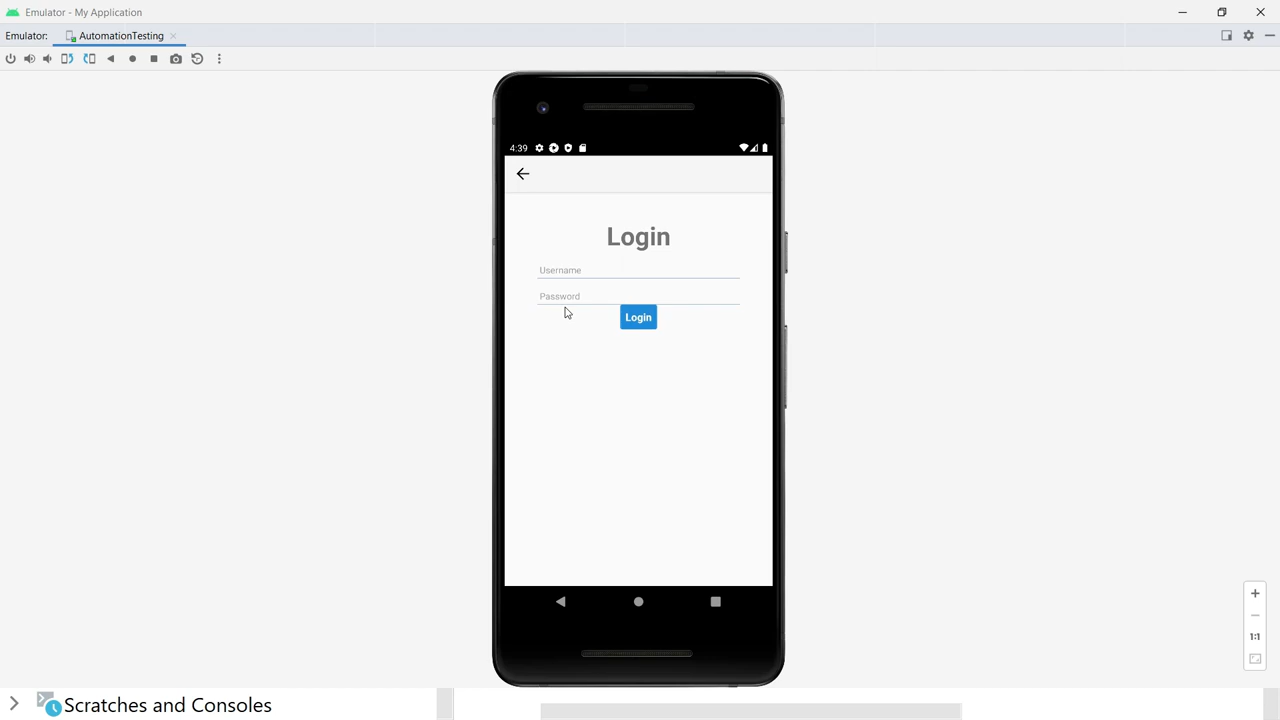 Emulator - My Application
Emulator:
AutomationTesting
4:39
Login
Username
Password
Login
1:1
Scratches and Consoles